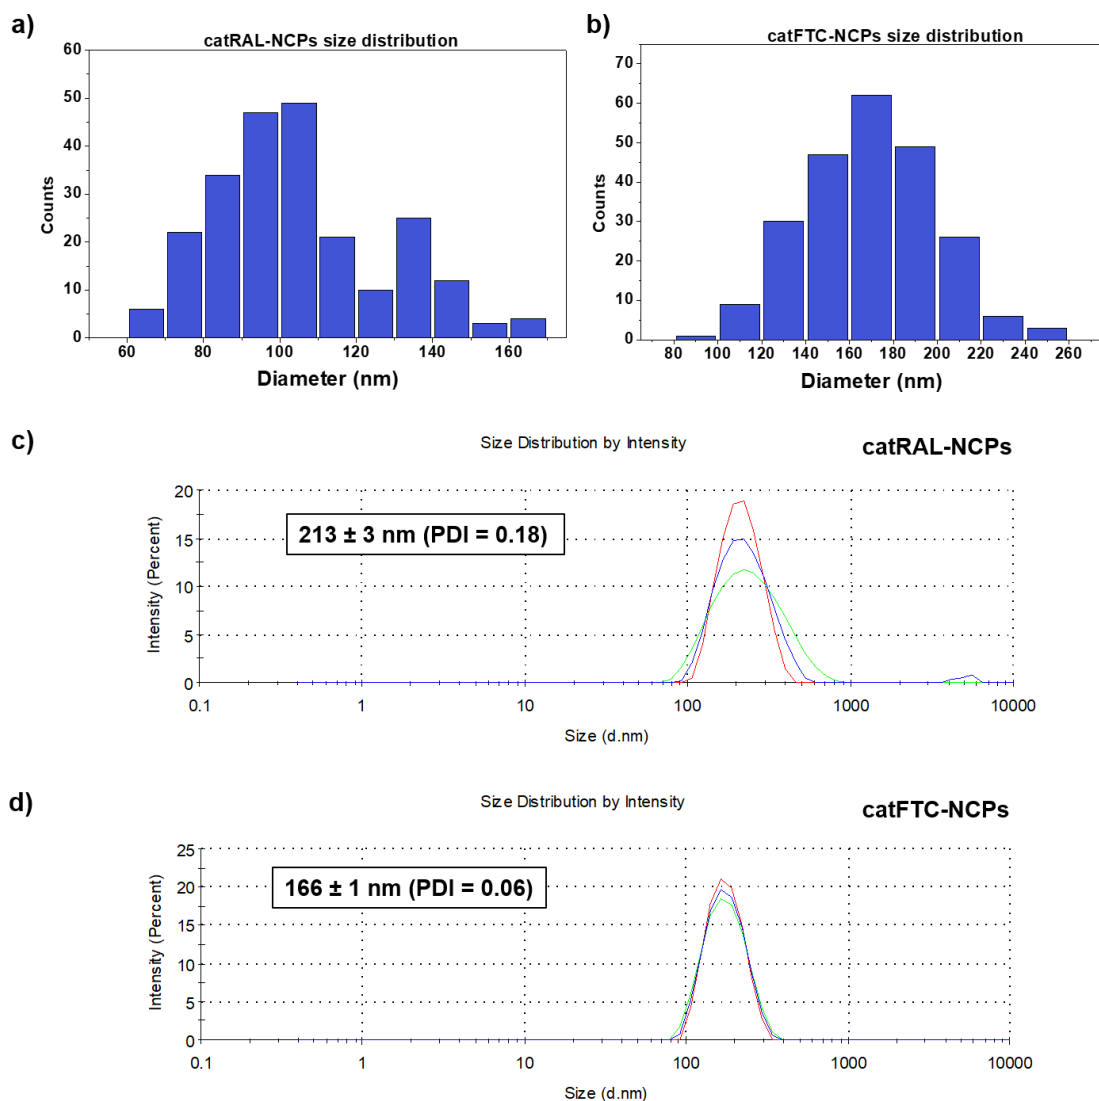 a)
catRAL-NCPs size distribution
60
50
40
30
20
10
0
Counts
60 80 100 120 140 160
Diameter (nm)
b)
catFTC-NCPs size distribution
70
60
50
40
30
20
10
0
Counts
80 100 120 140 160 180 200 220 240 260
Diameter (nm)
c)
Size Distribution by Intensity
catRAL-NCPs
213 ± 3 nm (PDI = 0.18)
20
15
10
5
0
Intensity (Percent)
0.1 1 10 100 1000 10000
Size (d.nm)
d)
Size Distribution by Intensity
catFTC-NCPs
166 ± 1 nm (PDI = 0.06)
25
20
15
10
5
0
Intensity (Percent)
0.1 1 10 100 1000 10000
Size (d.nm)